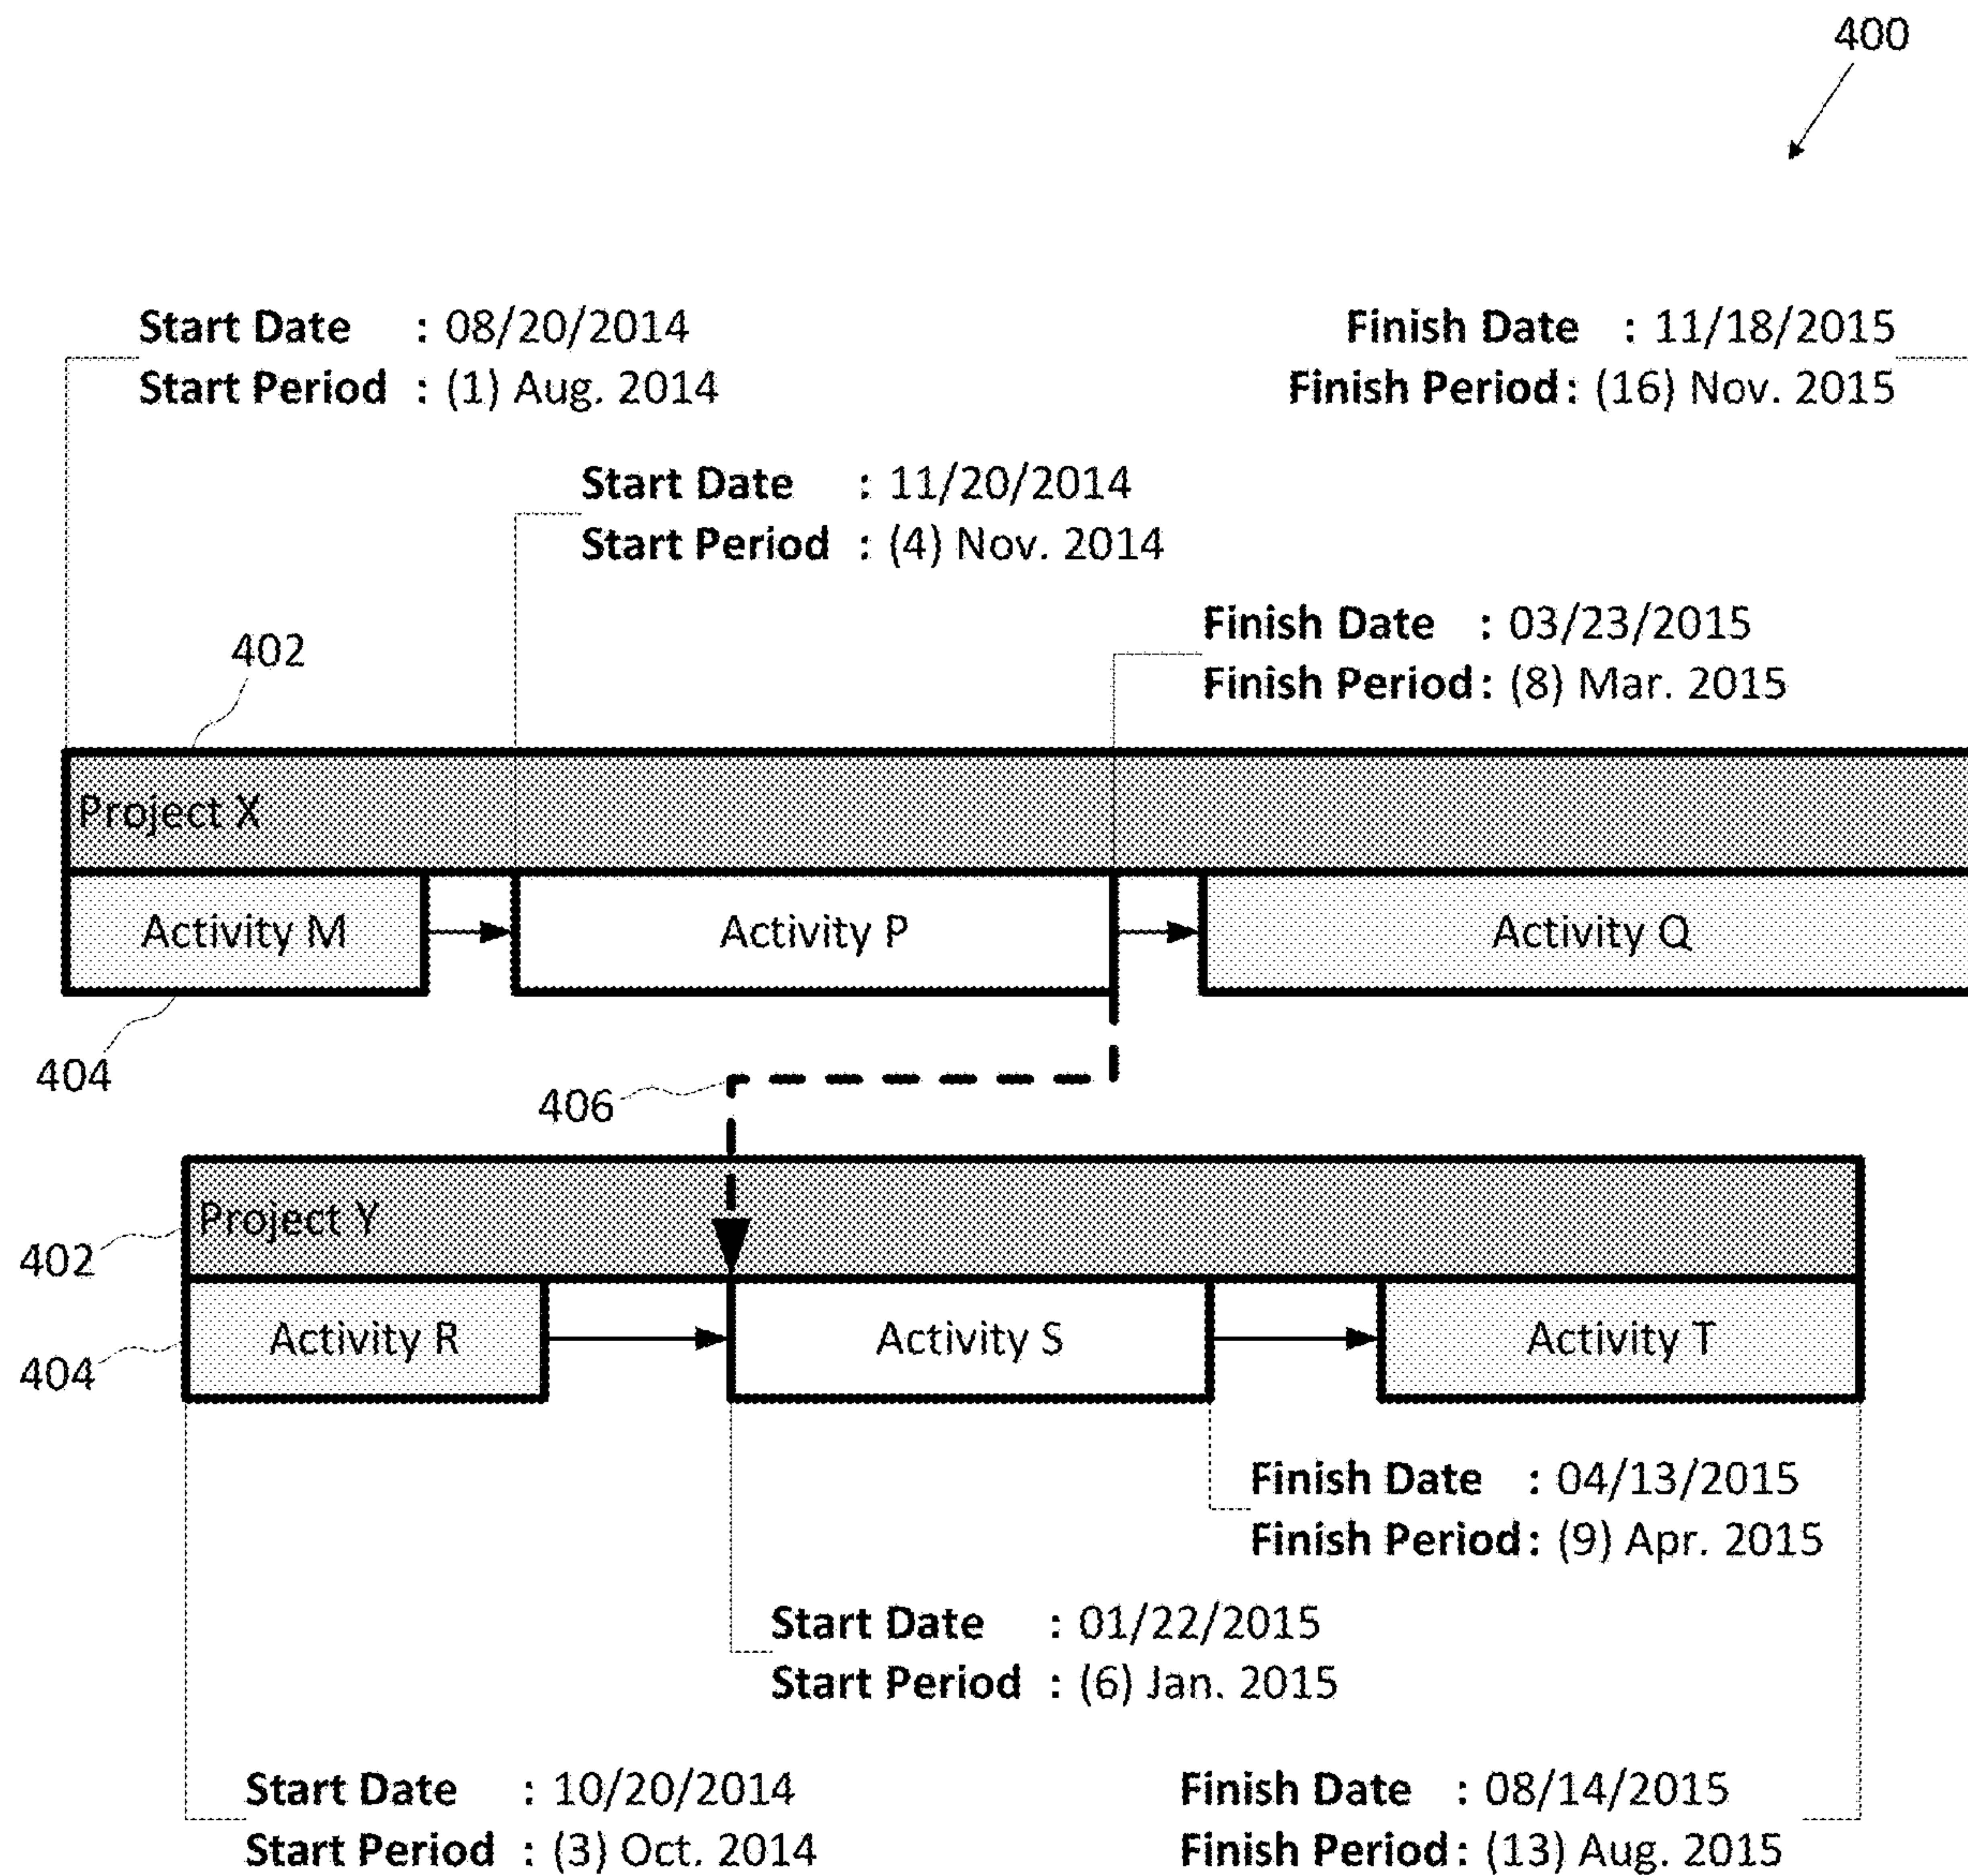 400
Start Date : 08/20/2014
Start Period : (1) Aug. 2014
Finish Date : 11/18/2015
Finish Period : (16) Nov. 2015
Start Date : 11/20/2014
Start Period : (4) Nov. 2014
Finish Date : 03/23/2015
Finish Period : (8) Mar. 2015
402
Project X
Activity M
Activity P
Activity Q
404
406
Project Y
402
Activity R
Activity S
Activity T
404
Finish Date : 04/13/2015
Finish Period : (9) Apr. 2015
Start Date : 01/22/2015
Start Period : (6) Jan. 2015
Start Date : 10/20/2014
Start Period : (3) Oct. 2014
Finish Date : 08/14/2015
Finish Period : (13) Aug. 2015